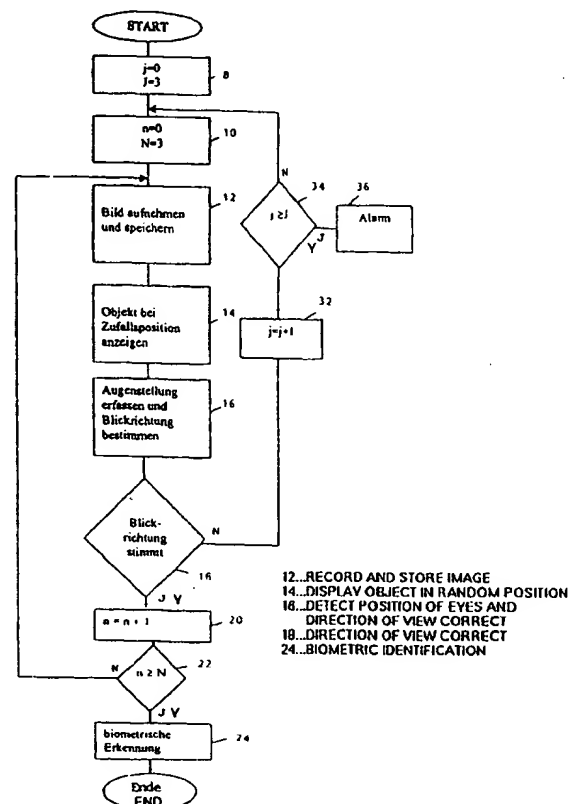 START
j=0
J=3
8
n=0
N=3
10
N
34
36
Alarm
j ≥J
J
Y
Bild aufnehmen
und speichern
12
32
j=j+1
Objekt bei
Zufallsposition
anzeigen
14
Augenstellung
erfassen und
Blickrichtung
bestimmen
16
Blick-
richtung
stimmt
N
16
J Y
n = n + 1
20
N
n ≥ N
22
J Y
biometrische
Erkennung
24
Ende
END
12...RECORD AND STORE IMAGE
14...DISPLAY OBJECT IN RANDOM POSITION
16...DETECT POSITION OF EYES AND
DIRECTION OF VIEW CORRECT
18...DIRECTION OF VIEW CORRECT
24...BIOMETRIC IDENTIFICATION